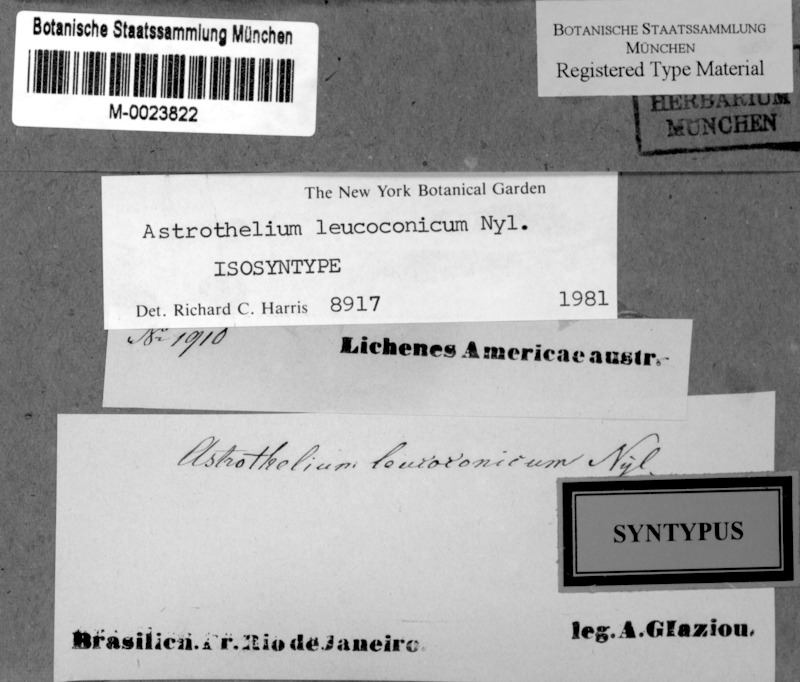 Botanische Staatssammlung München
M-0023822
BOTANISCHE STAATSSAMMLUNG
MÜNCHEN
Registered Type Material
HERBARIUM
MÜNCHEN
The New York Botanical Garden
Astrothelium leucoconicum Nyl.
ISOSYNTYPE
Det. Richard C. Harris 8917 1981
No 1910
Lichenes Americae austr.
Astrothelium leucoconicum Nyl.
SYNTYPUS
Brasilien. Pr. Rio de Janeiro.
leg. A. Glaziou.